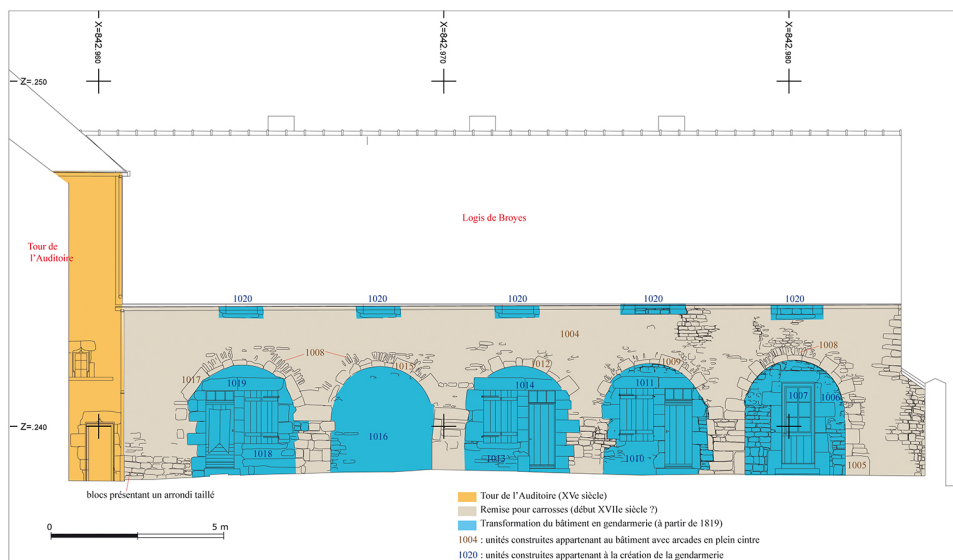 X=842.960
X=842.970
X=842.980
Z=.250
Logis de Broyes
Tour de
l'Auditoire
1020 1020 1020 1020 1020
1004
1008 1008
1017 1015 1012 1009
1019 1014 1011 1007 1006
1016
1018 1013 1010 1005
Z=.240
blocs présentant un arrondi taillé
0 5 m
Tour de l'Auditoire (XVe siècle)
Remise pour carrosses (début XVIIe siècle ?)
Transformation du bâtiment en gendarmerie (à partir de 1819)
1004 : unités construites appartenant au bâtiment avec arcades en plein cintre
1020 : unités construites appartenant à la création de la gendarmerie